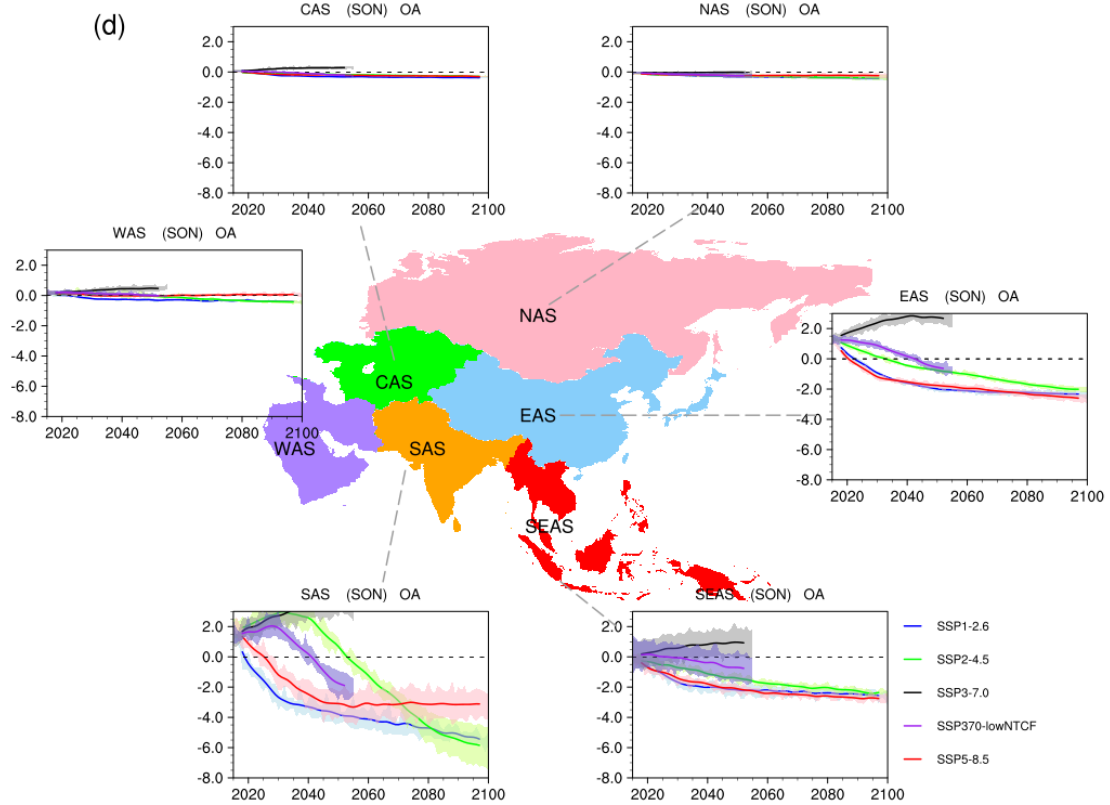 (d)
CAS (SON) OA
2.0
0.0
-2.0
-4.0
-6.0
-8.0
2020 2040 2060 2080 2100
NAS (SON) OA
2.0
0.0
-2.0
-4.0
-6.0
-8.0
2020 2040 2060 2080 2100
WAS (SON) OA
2.0
0.0
-2.0
-4.0
-6.0
-8.0
2020 2040 2060 2080 2100
EAS (SON) OA
2.0
0.0
-2.0
-4.0
-6.0
-8.0
2020 2040 2060 2080 2100
NAS
CAS
EAS
WAS
SAS
SEAS
SAS (SON) OA
2.0
0.0
-2.0
-4.0
-6.0
-8.0
2020 2040 2060 2080 2100
SEAS (SON) OA
2.0
0.0
-2.0
-4.0
-6.0
-8.0
2020 2040 2060 2080 2100
SSP1-2.6
SSP2-4.5
SSP3-7.0
SSP370-lowNTCF
SSP5-8.5